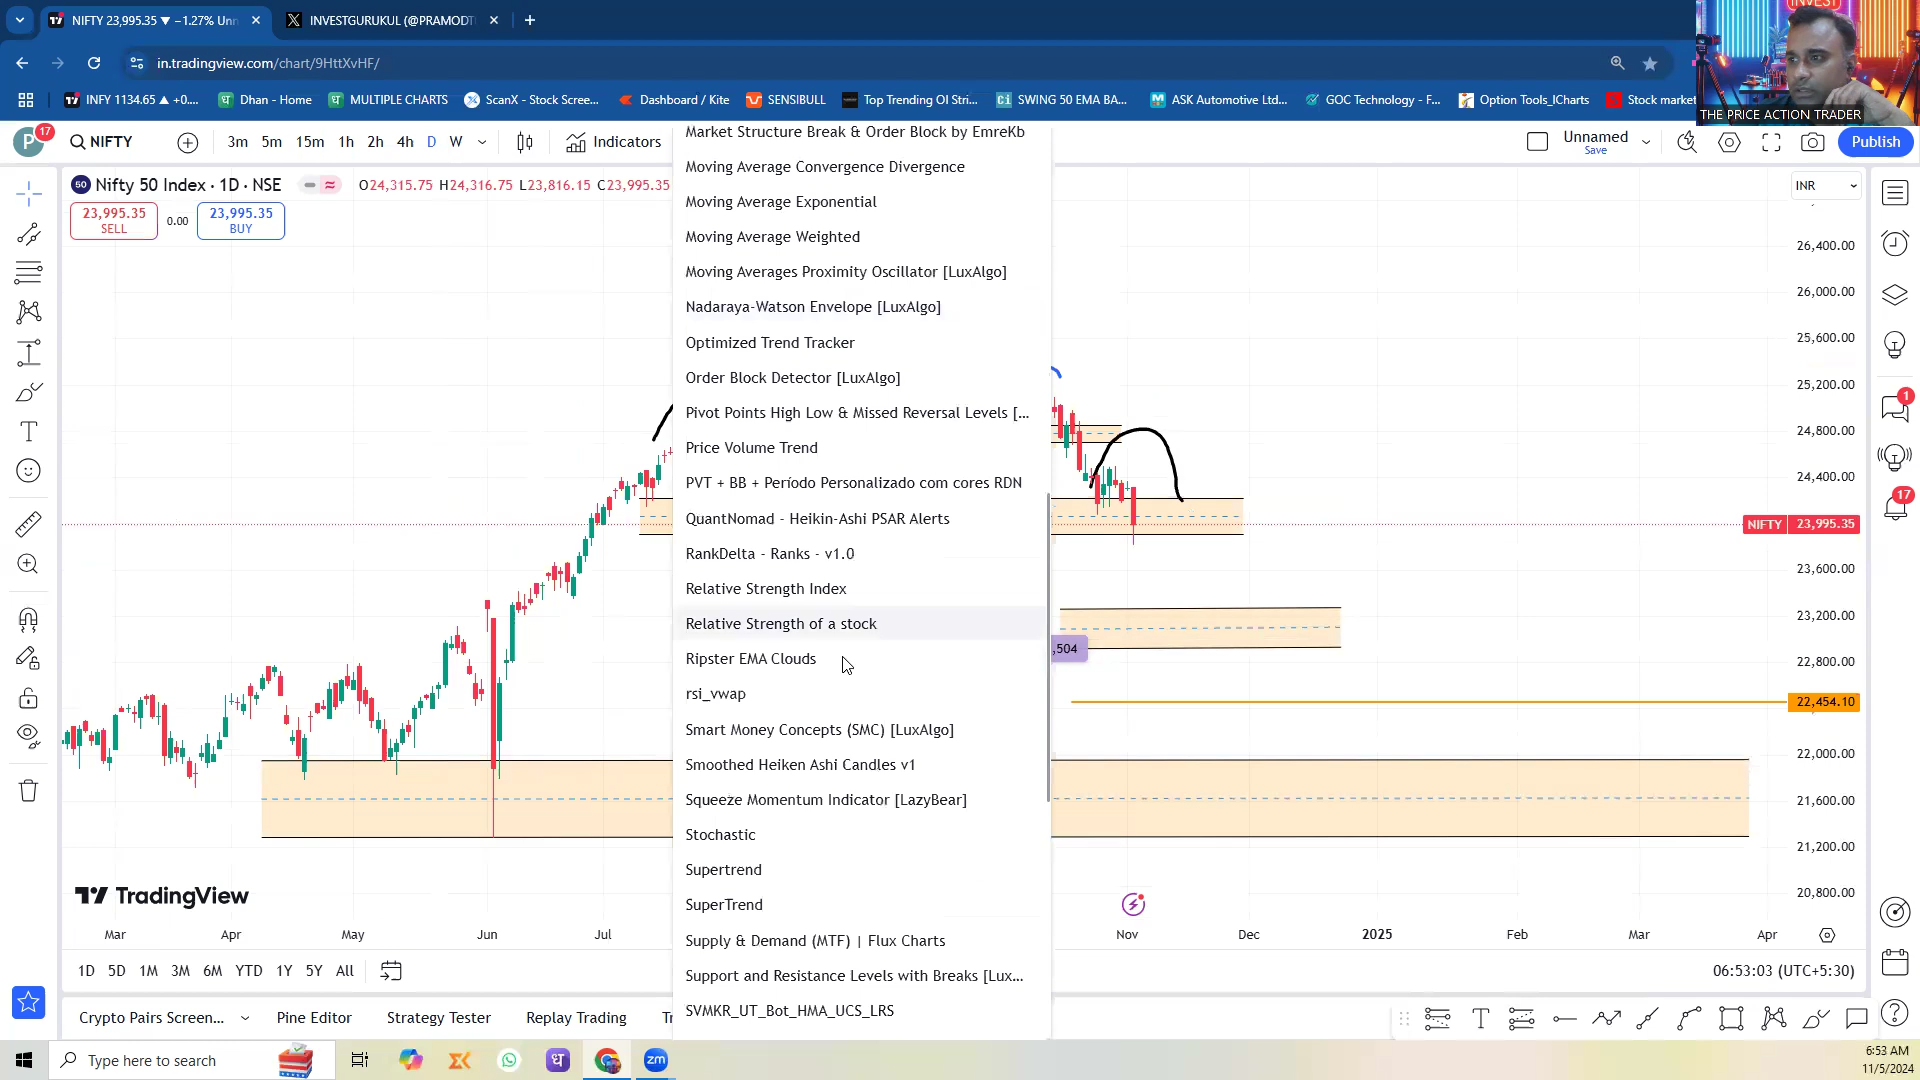 NIFTY 23,995.35 ▼ −1.27% Unn
INVESTGURUKUL (@PRAMODT
in.tradingview.com/chart/9HttXvHF/
INFY 1134.65 ▲ +0....
Dhan - Home
MULTIPLE CHARTS
ScanX - Stock Scree...
Dashboard / Kite
SENSIBULL
Top Trending OI Stri...
SWING 50 EMA BA...
ASK Automotive Ltd...
GOC Technology - F...
Option Tools_ICharts
Stock market
INVEST
THE PRICE ACTION TRADER
P 17
NIFTY
3m 5m 15m 1h 2h 4h D W
Indicators
Unnamed
Save
Publish
50 Nifty 50 Index · 1D · NSE
O24,315.75 H24,316.75 L23,816.15 C23,995.35
23,995.35
SELL
0.00
23,995.35
BUY
Market Structure Break & Order Block by EmreKb
Moving Average Convergence Divergence
Moving Average Exponential
Moving Average Weighted
Moving Averages Proximity Oscillator [LuxAlgo]
Nadaraya-Watson Envelope [LuxAlgo]
Optimized Trend Tracker
Order Block Detector [LuxAlgo]
Pivot Points High Low & Missed Reversal Levels [...
Price Volume Trend
PVT + BB + Período Personalizado com cores RDN
QuantNomad - Heikin-Ashi PSAR Alerts
RankDelta - Ranks - v1.0
Relative Strength Index
Relative Strength of a stock
Ripster EMA Clouds
rsi_vwap
Smart Money Concepts (SMC) [LuxAlgo]
Smoothed Heiken Ashi Candles v1
Squeeze Momentum Indicator [LazyBear]
Stochastic
Supertrend
SuperTrend
Supply & Demand (MTF) | Flux Charts
Support and Resistance Levels with Breaks [Lux...
SVMKR_UT_Bot_HMA_UCS_LRS
,504
INR
26,400.00
26,000.00
25,600.00
25,200.00
24,800.00
24,400.00
NIFTY 23,995.35
23,600.00
23,200.00
22,800.00
22,454.10
22,000.00
21,600.00
21,200.00
20,800.00
1
17
TradingView
Mar Apr May Jun Jul Nov Dec 2025 Feb Mar Apr
1D 5D 1M 3M 6M YTD 1Y 5Y All
06:53:03 (UTC+5:30)
Crypto Pairs Screen...
Pine Editor
Strategy Tester
Replay Trading
Type here to search
zm
6:53 AM
11/5/2024